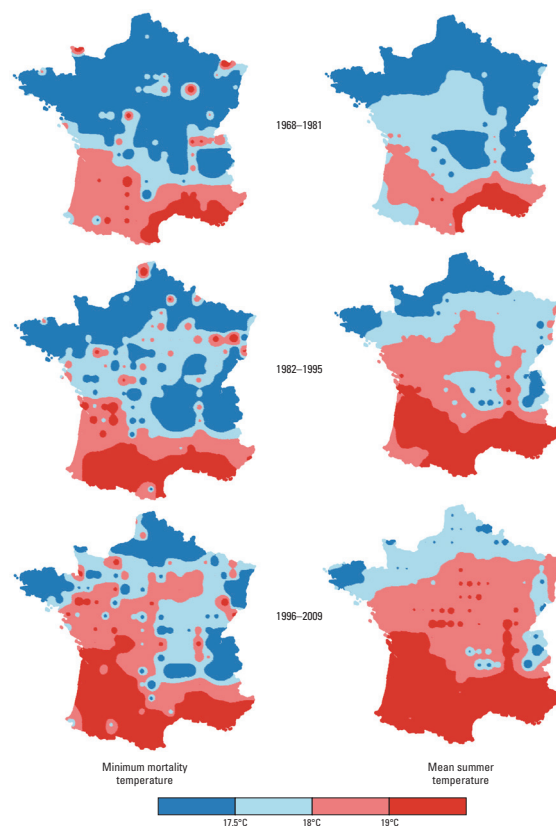 1968–1981
1982–1995
1996–2009
Minimum mortality
temperature
Mean summer
temperature
17.5°C
18°C
19°C